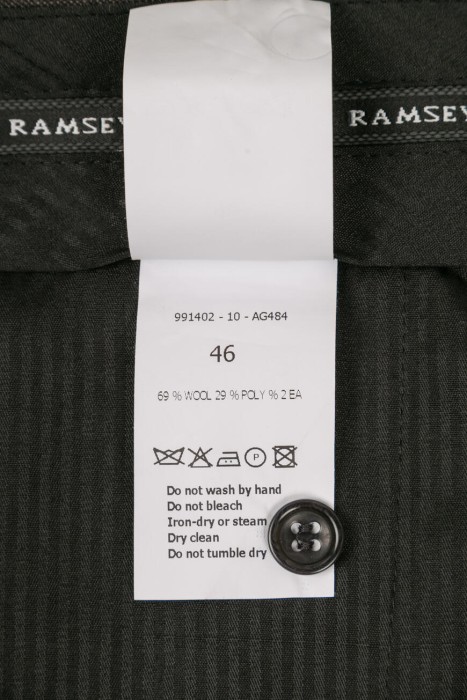 RAMSEY
RAMSEY
991402 - 10 - AG484
46
69 % WOOL 29 % POLY % 2 EA
P
Do not wash by hand
Do not bleach
Iron-dry or steam
Dry clean
Do not tumble dry